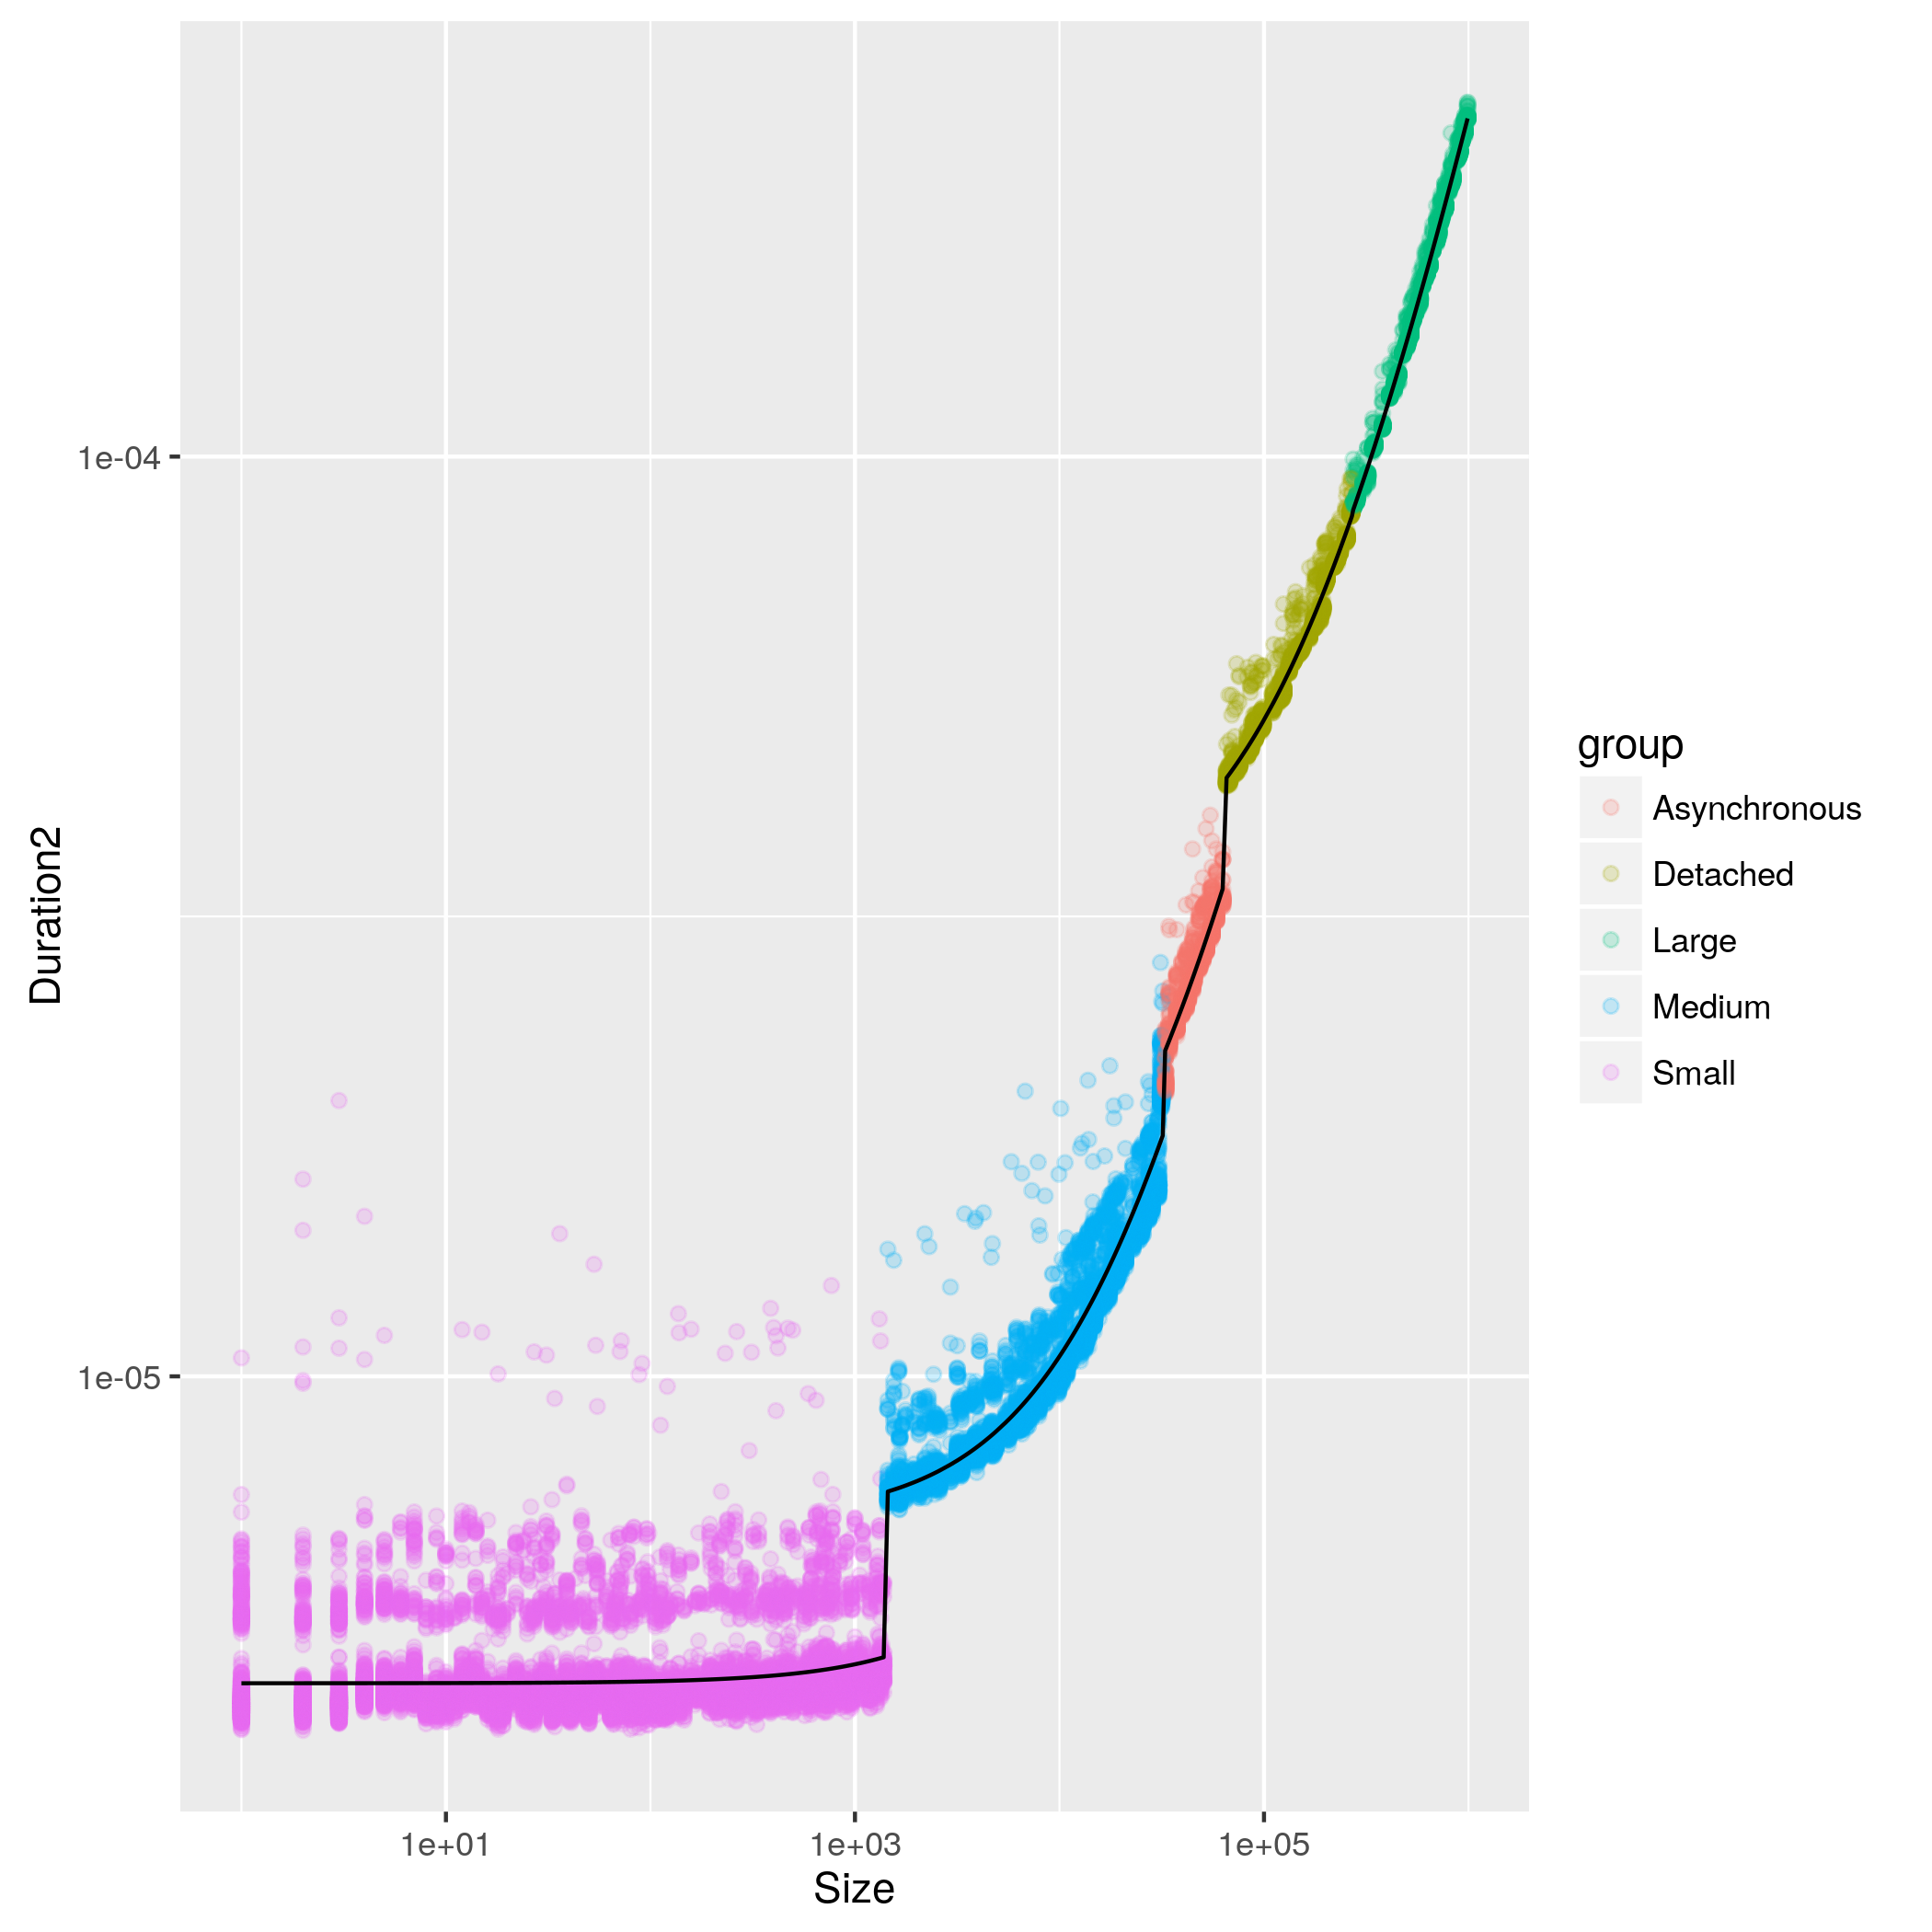 Duration2
1e-04
1e-05
1e+01
1e+03
1e+05
Size
group
Asynchronous
Detached
Large
Medium
Small